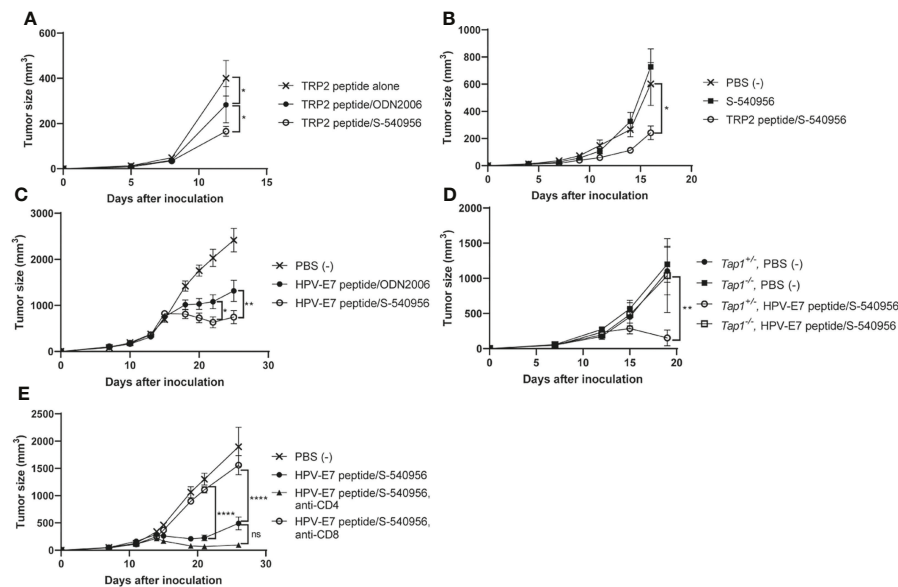 A
Tumor size (mm³)
600
400
200
0
0 5 10 15
Days after inoculation
*
*
TRP2 peptide alone
TRP2 peptide/ODN2006
TRP2 peptide/S-540956
B
Tumor size (mm³)
1000
800
600
400
200
0
0 5 10 15 20
Days after inoculation
*
PBS (-)
S-540956
TRP2 peptide/S-540956
C
Tumor size (mm³)
3000
2000
1000
0
0 10 20 30
Days after inoculation
*
**
PBS (-)
HPV-E7 peptide/ODN2006
HPV-E7 peptide/S-540956
D
Tumor size (mm³)
2000
1500
1000
500
0
0 5 10 15 20
Days after inoculation
**
Tap1+/-, PBS (-)
Tap1-/-, PBS (-)
Tap1+/-, HPV-E7 peptide/S-540956
Tap1-/-, HPV-E7 peptide/S-540956
E
Tumor size (mm³)
2500
2000
1500
1000
500
0
0 10 20 30
Days after inoculation
****
****
ns
PBS (-)
HPV-E7 peptide/S-540956
HPV-E7 peptide/S-540956,
anti-CD4
HPV-E7 peptide/S-540956,
anti-CD8